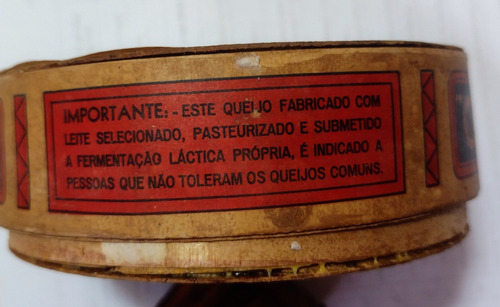 IMPORTANTE:- ESTE QUEIJO FABRICADO COM
LEITE SELECIONADO, PASTEURIZADO E SUBMETIDO
A FERMENTAÇÃO LÁCTICA PRÓPRIA, É INDICADO A
PESSOAS QUE NÃO TOLERAM OS QUEIJOS COMUNS.